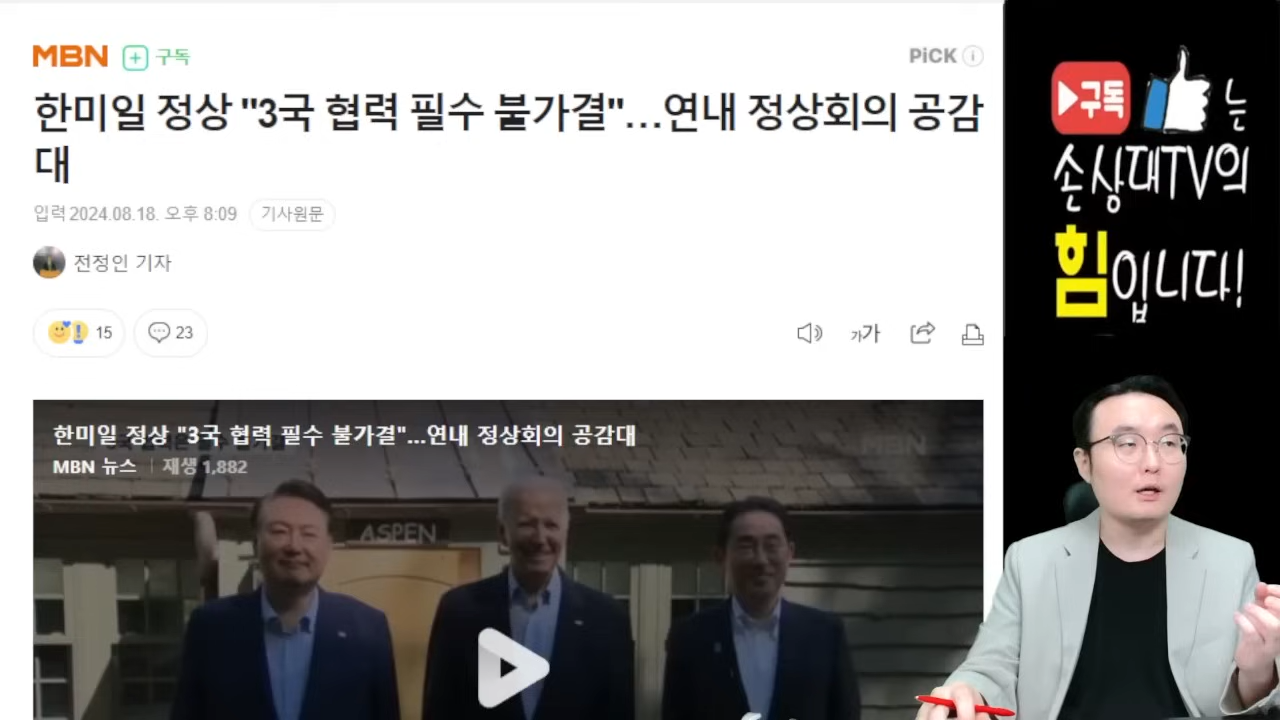 MBN 구독
PiCK
한미일 정상 "3국 협력 필수 불가결"…연내 정상회의 공감
대
입력 2024.08.18. 오후 8:09 기사원문
전정인 기자
15 23
가가
한미일 정상 "3국 협력 필수 불가결"...연내 정상회의 공감대
MBN 뉴스 | 재생 1,882
MBN
ASPEN
구독 는
손상대TV의
힘입니다!